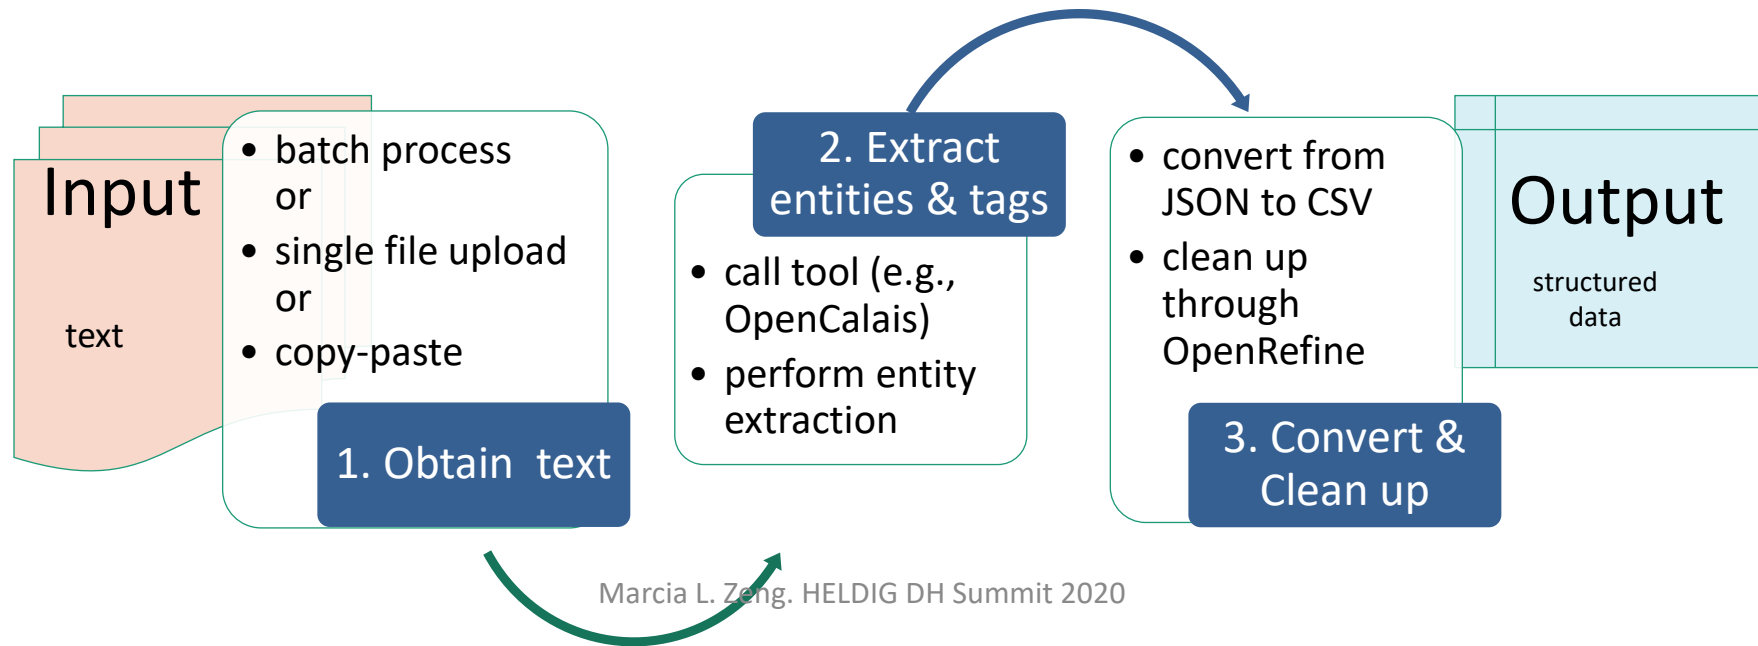 Input
text
• batch process
or
• single file upload
or
• copy-paste
1. Obtain text
2. Extract
entities & tags
• call tool (e.g.,
OpenCalais)
• perform entity
extraction
• convert from
JSON to CSV
• clean up
through
OpenRefine
3. Convert &
Clean up
Output
structured
data
Marcia L. Zeng. HELDIG DH Summit 2020